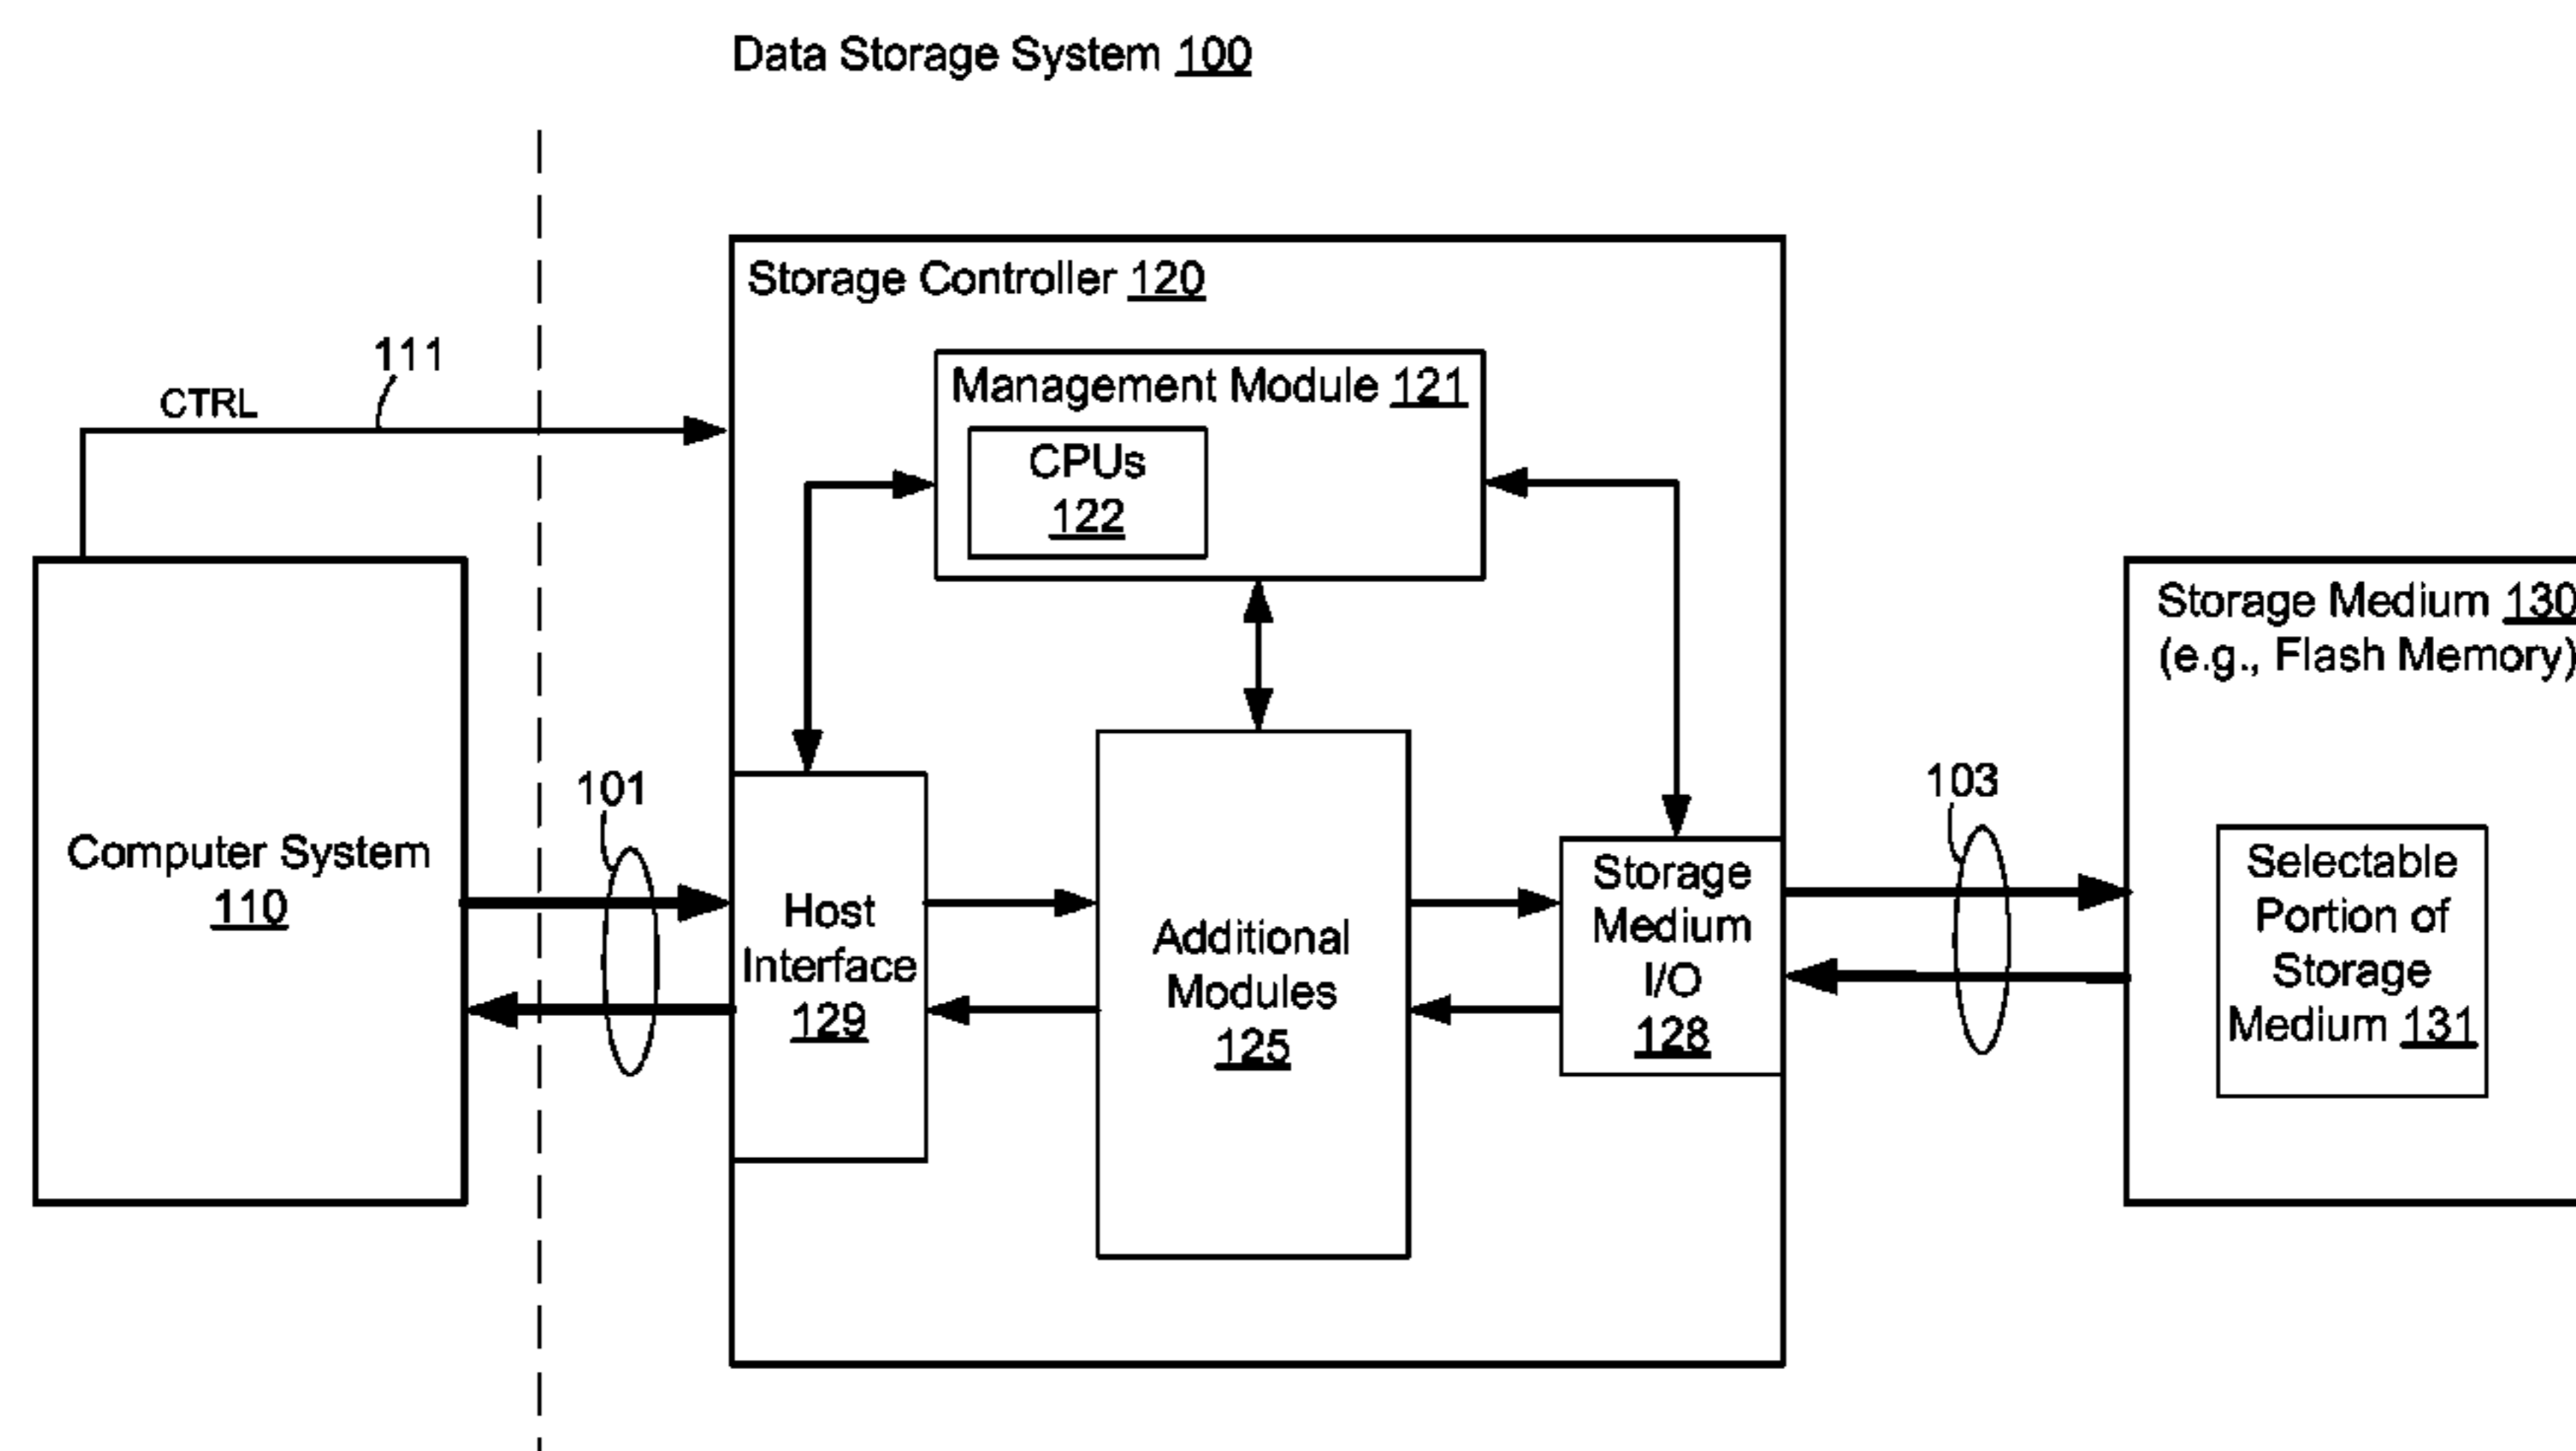 Data Storage System 100
Storage Controller 120
111
CTRL
Management Module 121
CPUs
122
Storage Medium 130
(e.g., Flash Memory)
101
103
Computer System
110
Host
Interface
129
Additional
Modules
125
Storage
Medium
I/O
128
Selectable
Portion of
Storage
Medium 131